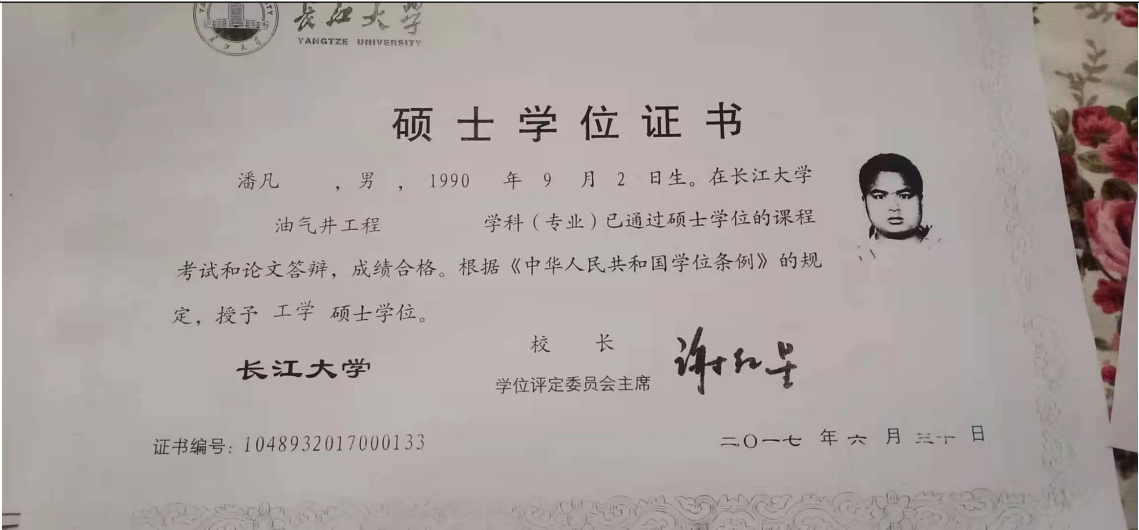 长江大学
YANGTZE UNIVERSITY
硕士学位证书
潘凡 ，男，1990 年 9 月 2 日生。在长江大学
油气井工程 学科（专业）已通过硕士学位的课程
考试和论文答辩，成绩合格。根据《中华人民共和国学位条例》的规
定，授予 工学 硕士学位。
校 长
谢红星
长江大学
学位评定委员会主席
证书编号：1048932017000133
二〇一七 年 六 月 三十 日